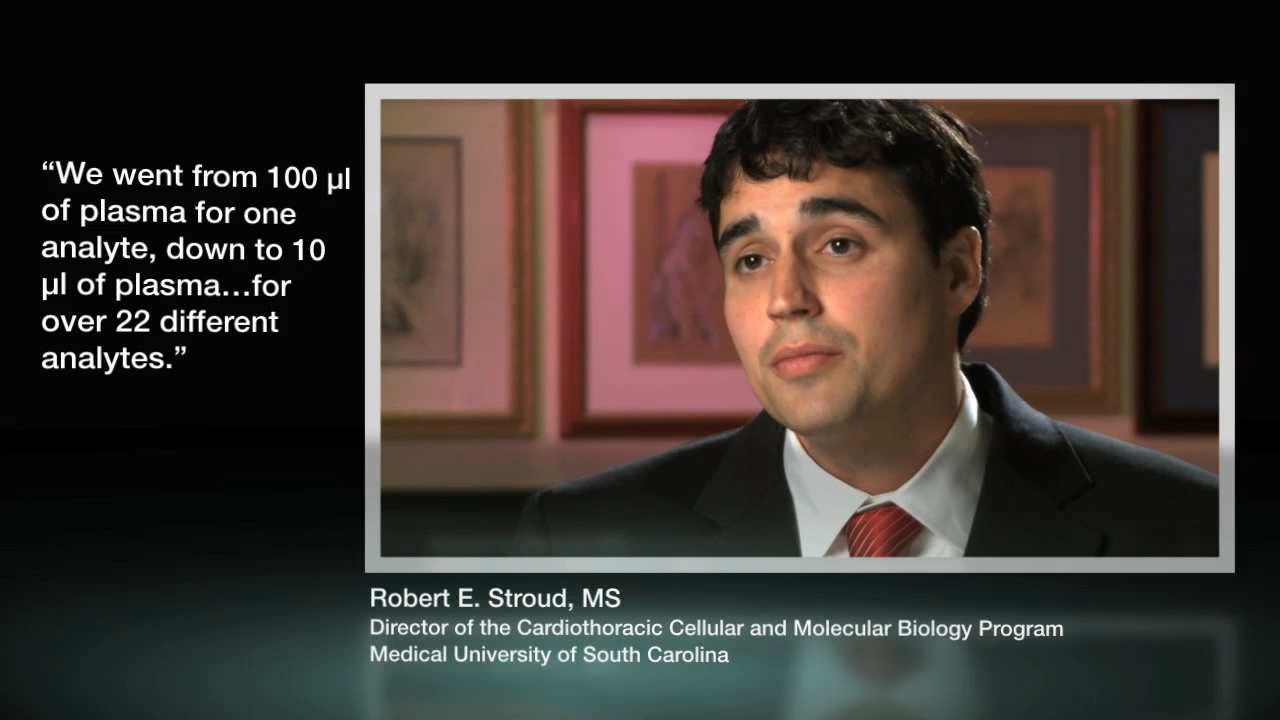 “We went from 100 µl
of plasma for one
analyte, down to 10
µl of plasma…for
over 22 different
analytes.”
Robert E. Stroud, MS
Director of the Cardiothoracic Cellular and Molecular Biology Program
Medical University of South Carolina